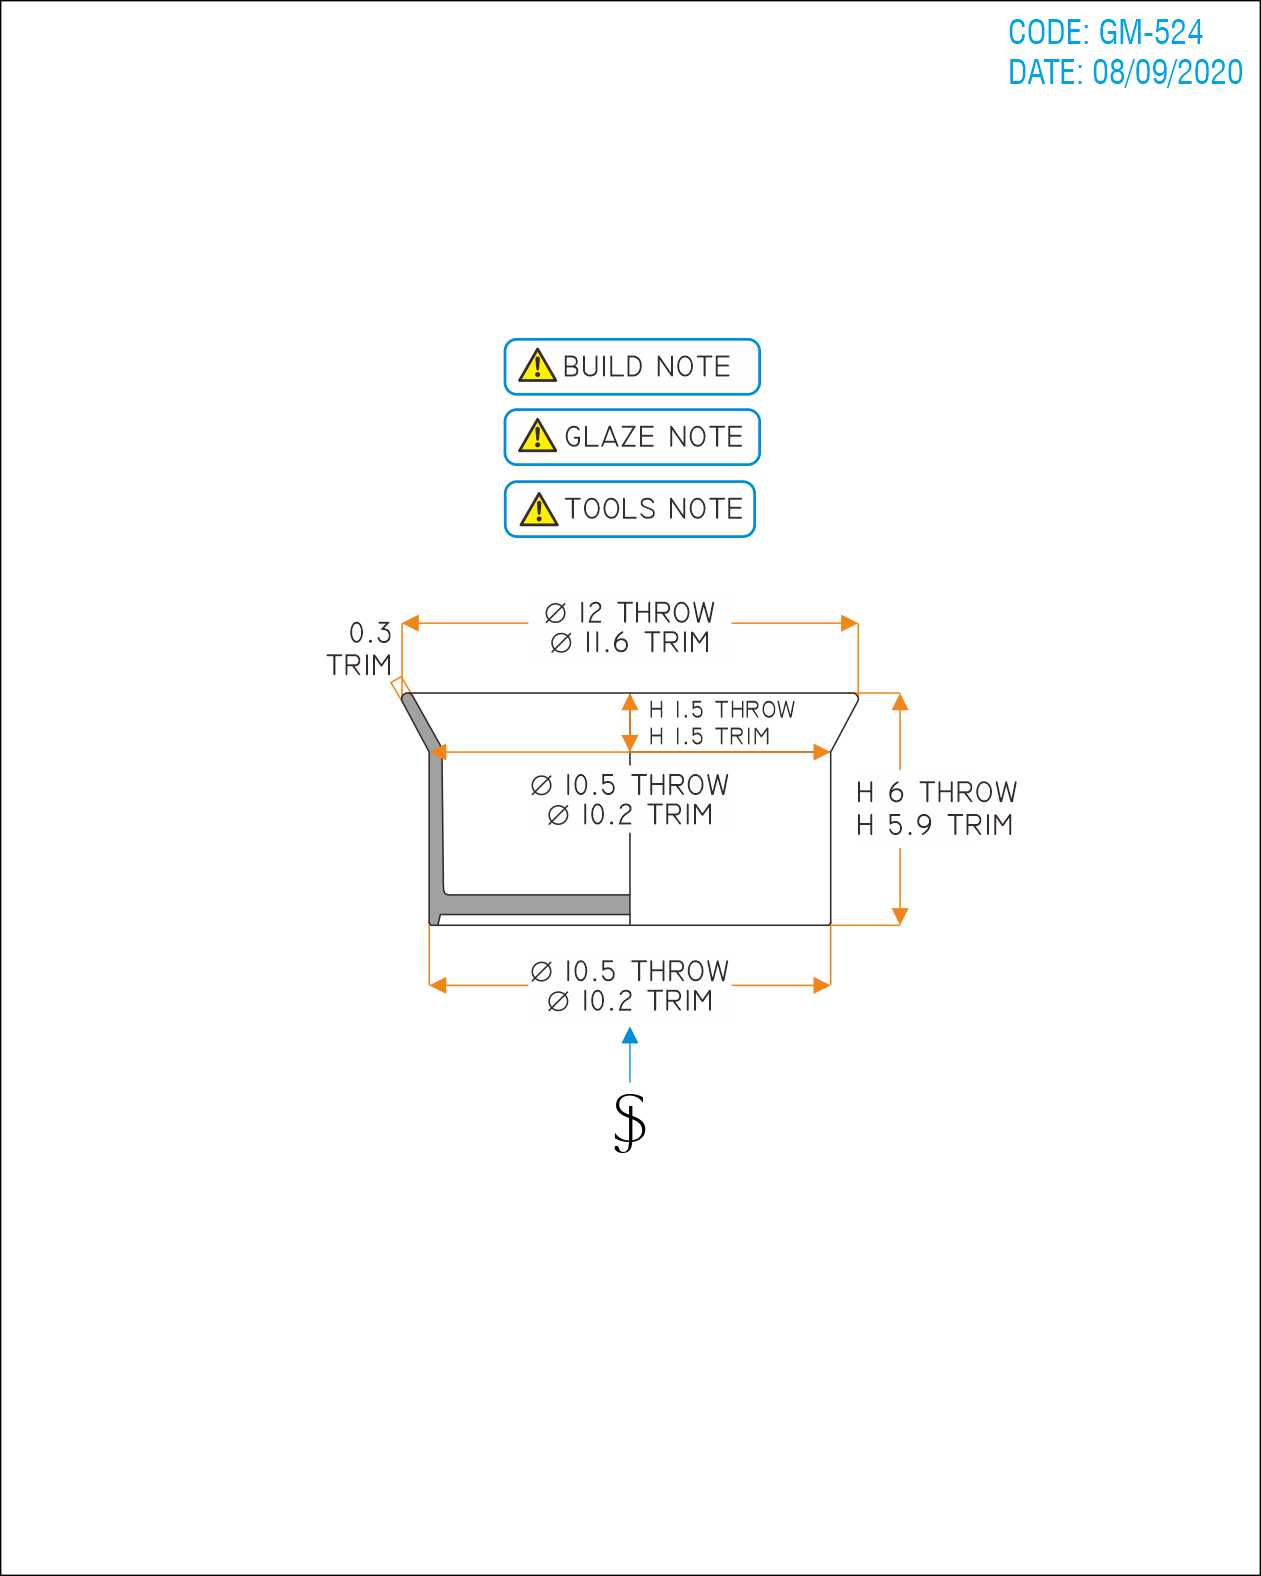 CODE: GM-524
DATE: 08/09/2020
BUILD NOTE
GLAZE NOTE
TOOLS NOTE
Ø 12 THROW
Ø 11.6 TRIM
0.3
TRIM
H 1.5 THROW
H 1.5 TRIM
Ø 10.5 THROW
Ø 10.2 TRIM
H 6 THROW
H 5.9 TRIM
Ø 10.5 THROW
Ø 10.2 TRIM